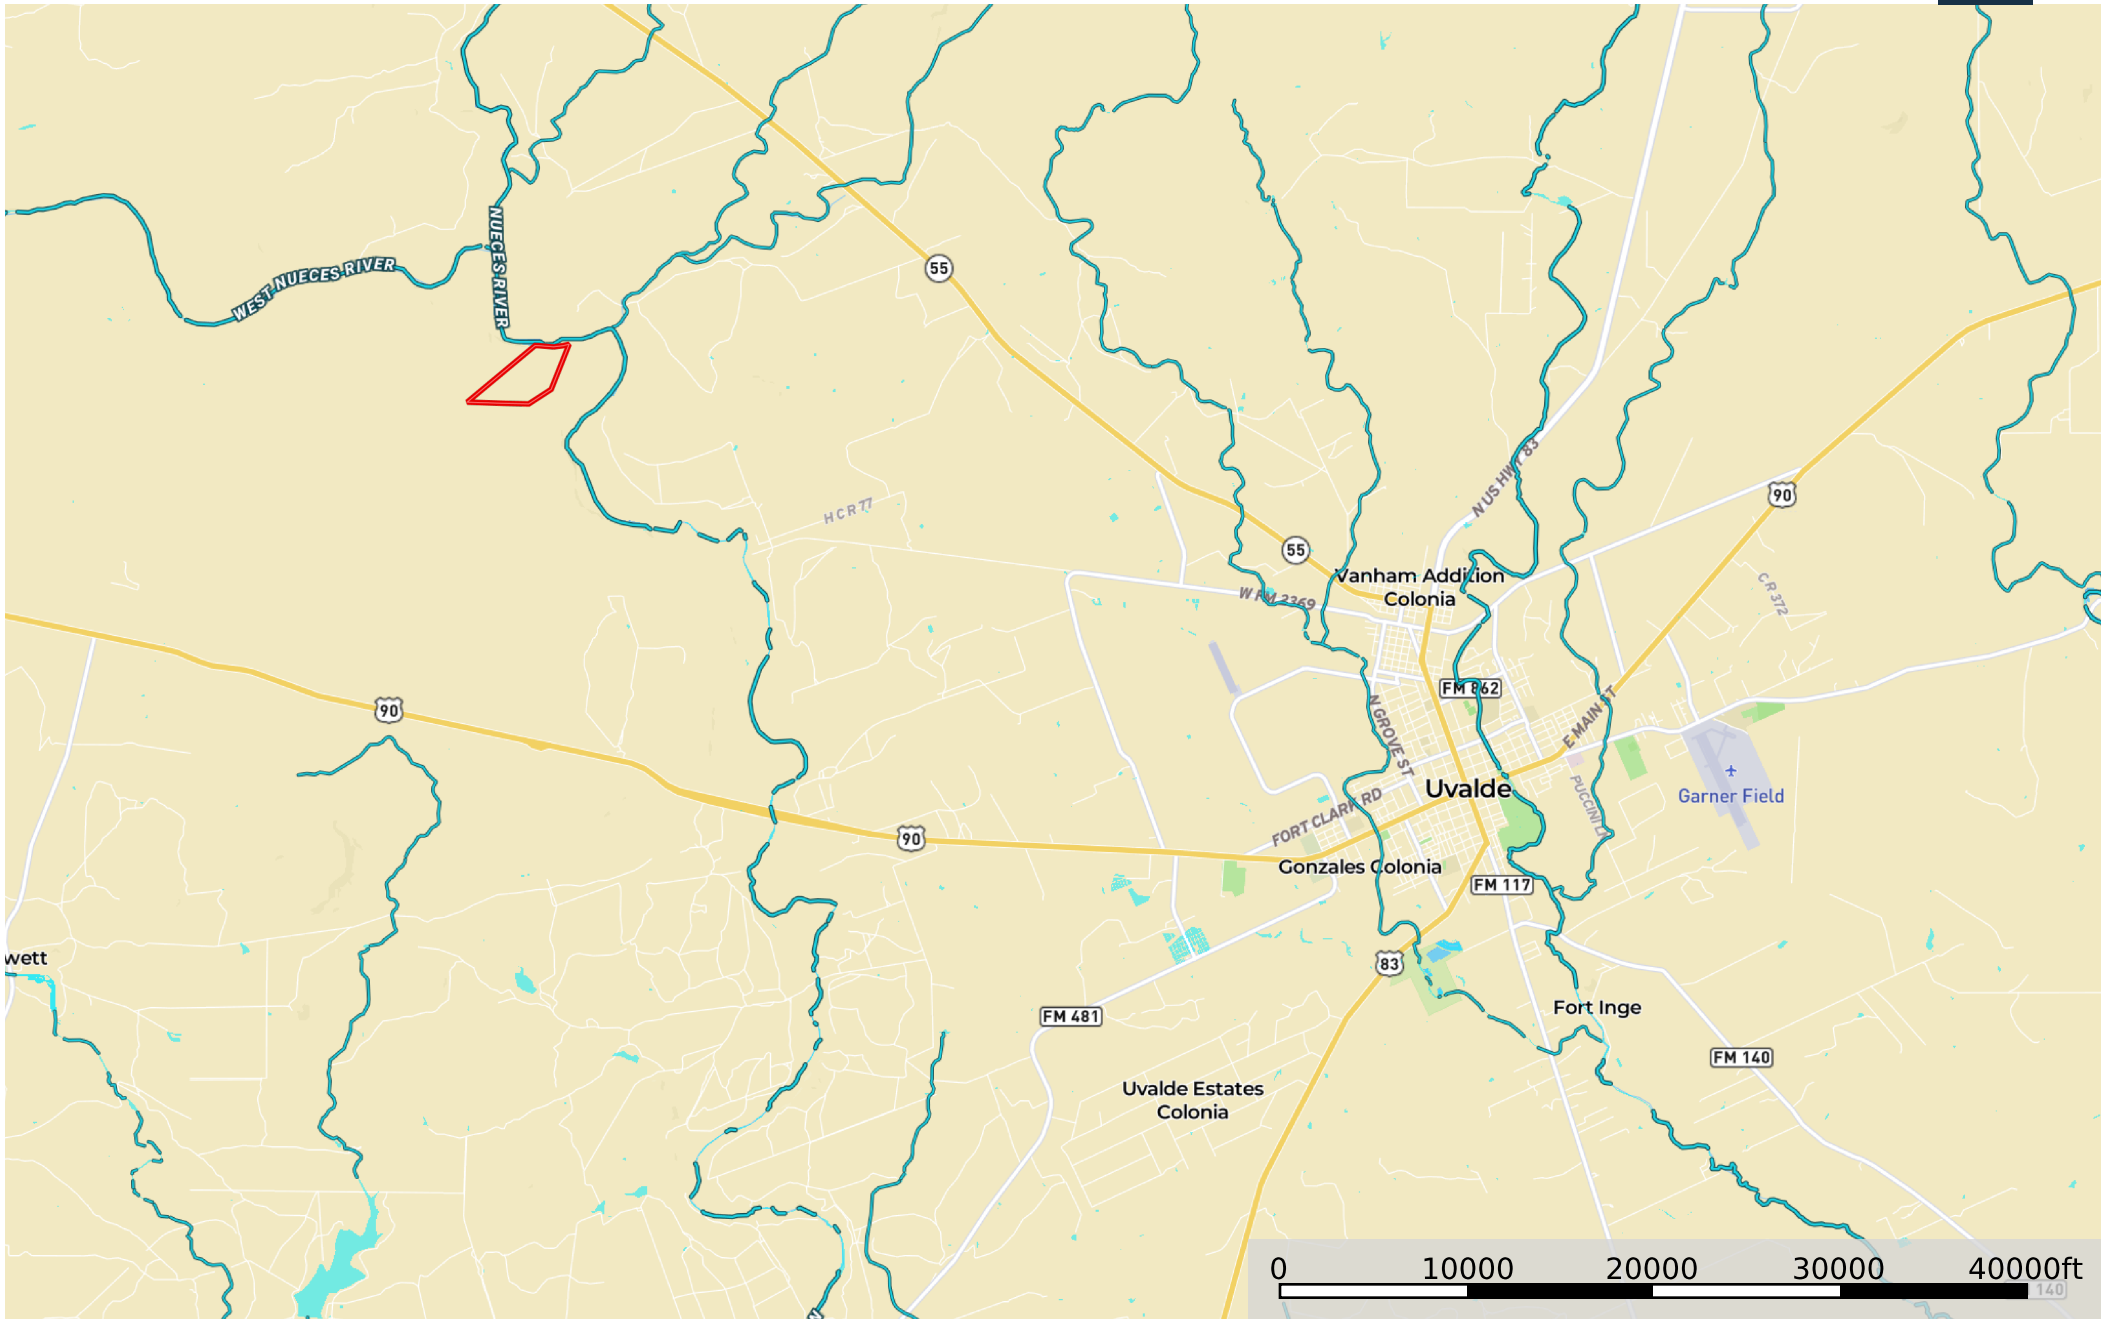 NUECES RIVER
WEST NUECES RIVER
55
H C R 77
N US HWY 83
90
55
Vanham Addition
Colonia
W FM 2369
C R 372
90
FM 862
N GROVE ST
E MAIN ST
Uvalde
PUCCINI LN
Garner Field
FORT CLARK RD
90
Gonzales Colonia
FM 117
wett
83
Fort Inge
FM 481
FM 140
Uvalde Estates
Colonia
0 10000 20000 30000 40000ft
140